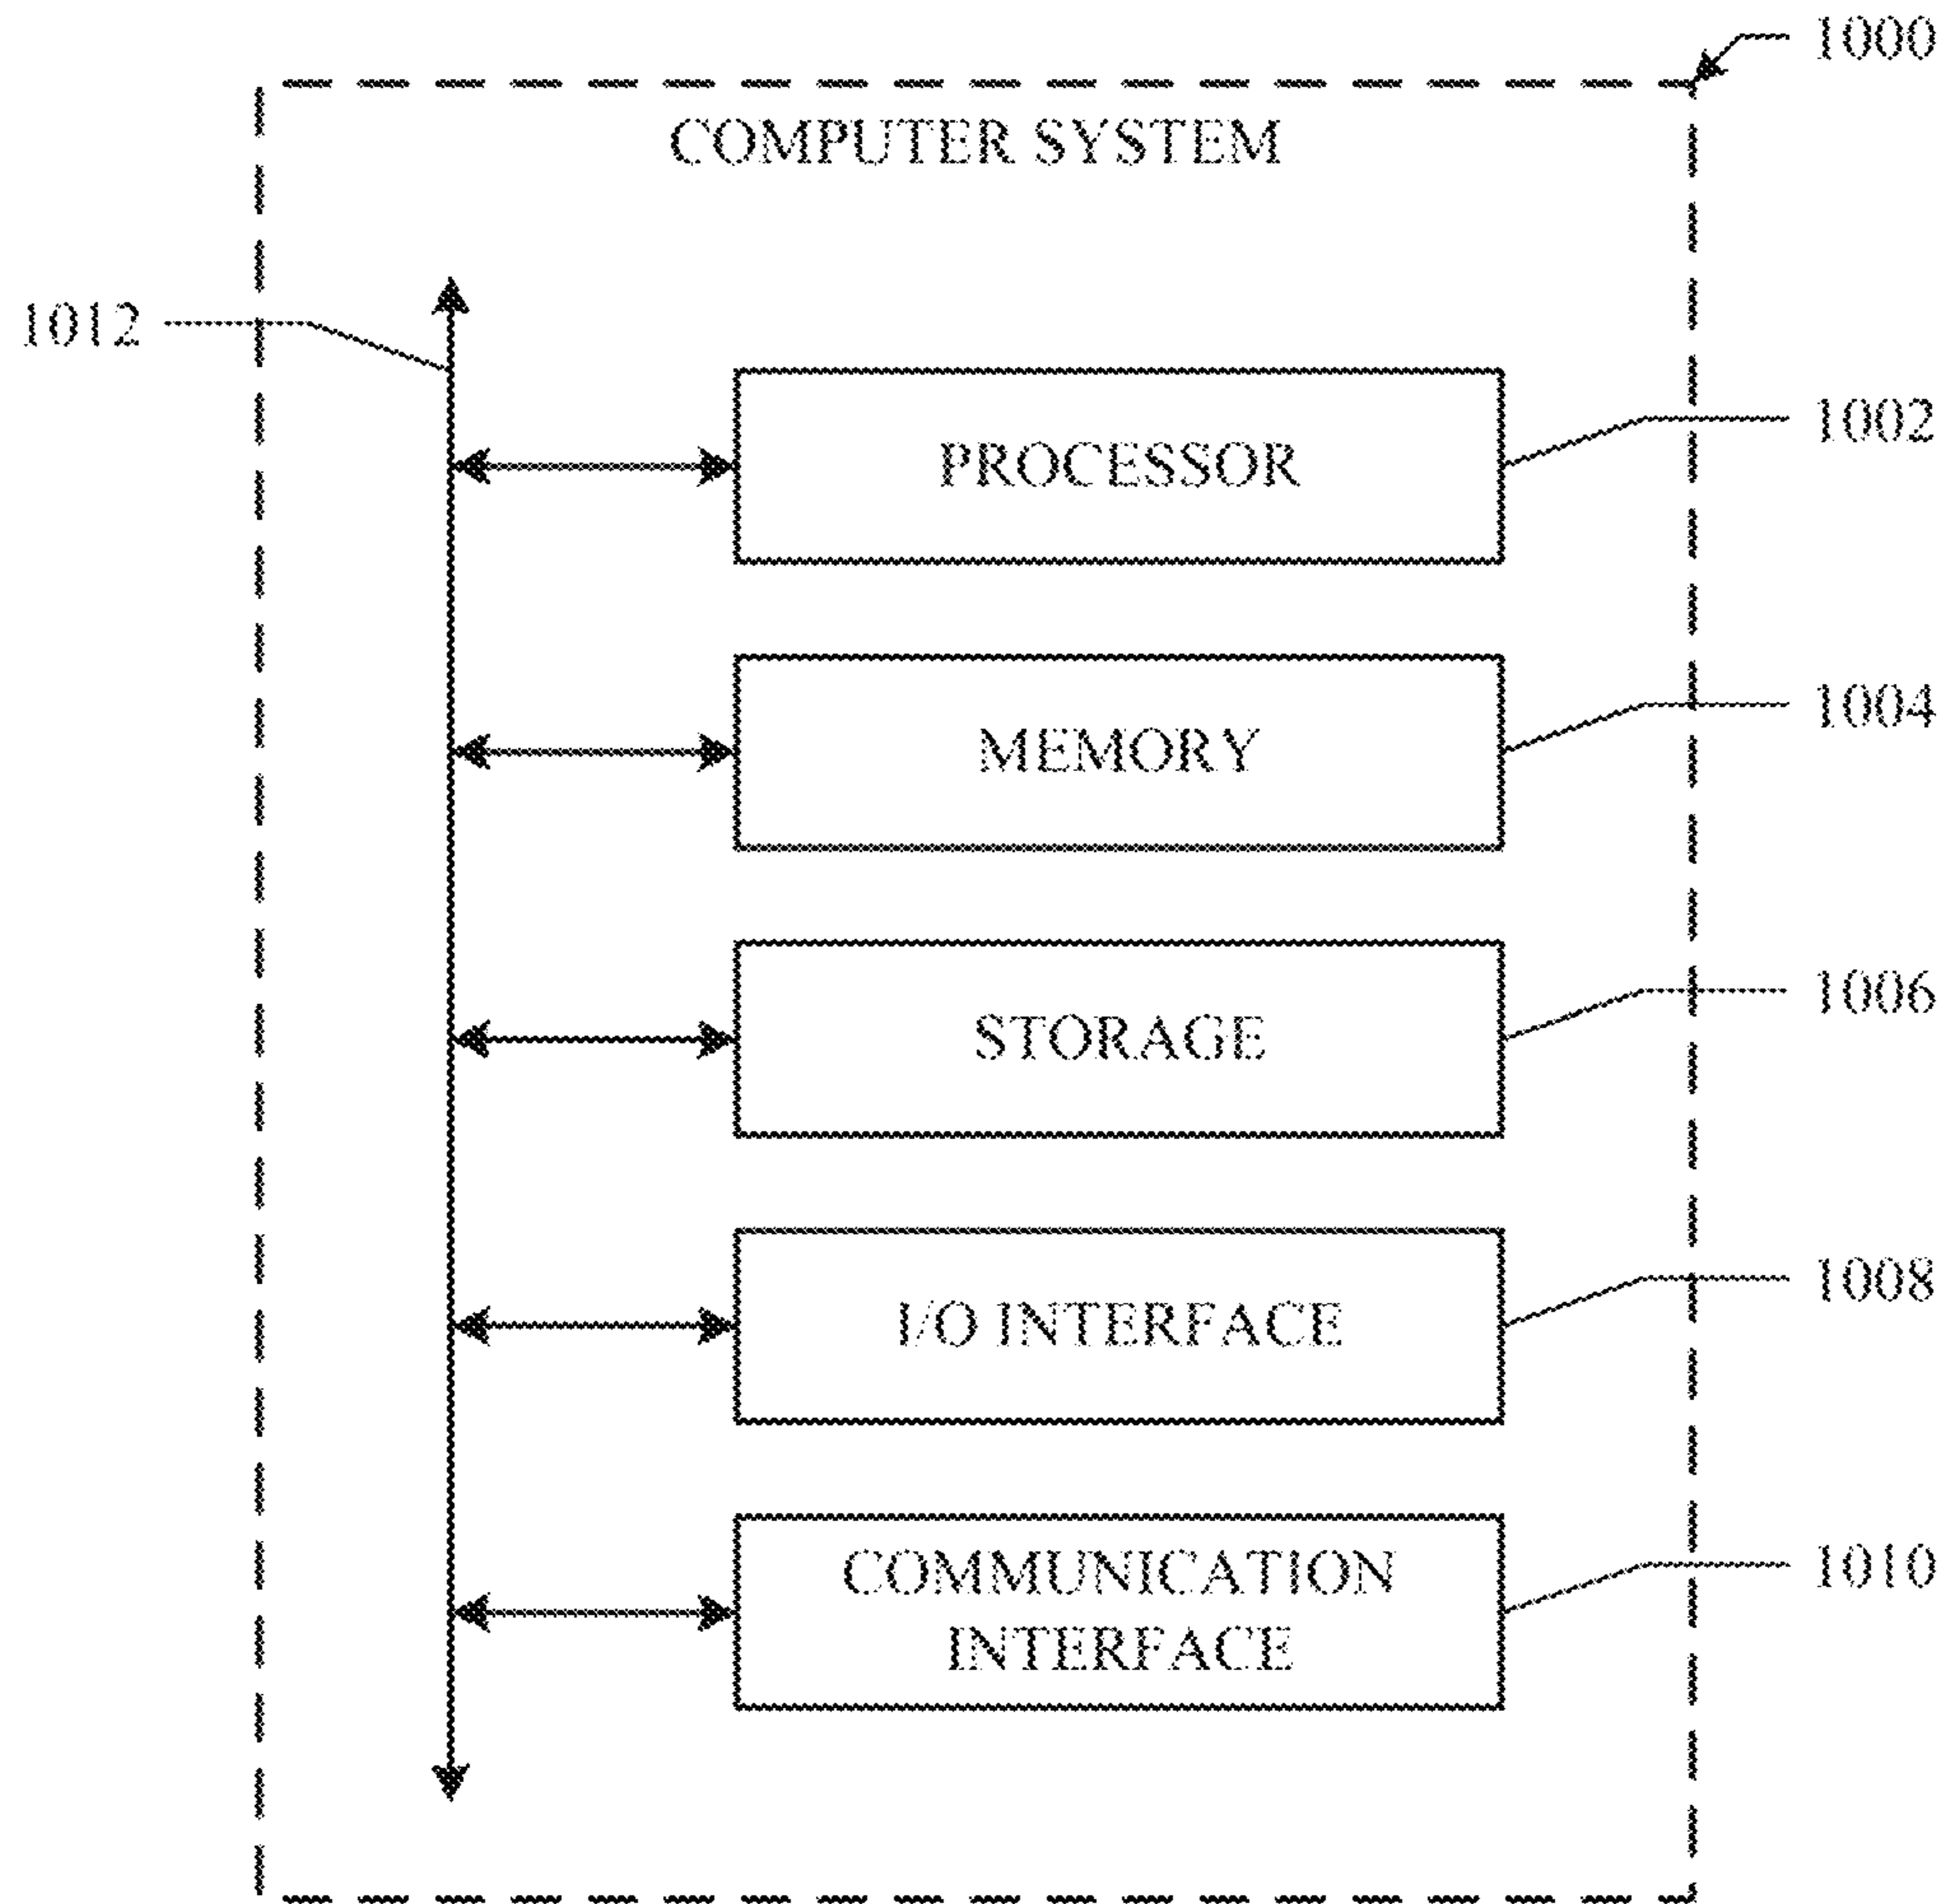 1000
COMPUTER SYSTEM
1012
1002
PROCESSOR
1004
MEMORY
1006
STORAGE
1008
I/O INTERFACE
1010
COMMUNICATION
INTERFACE